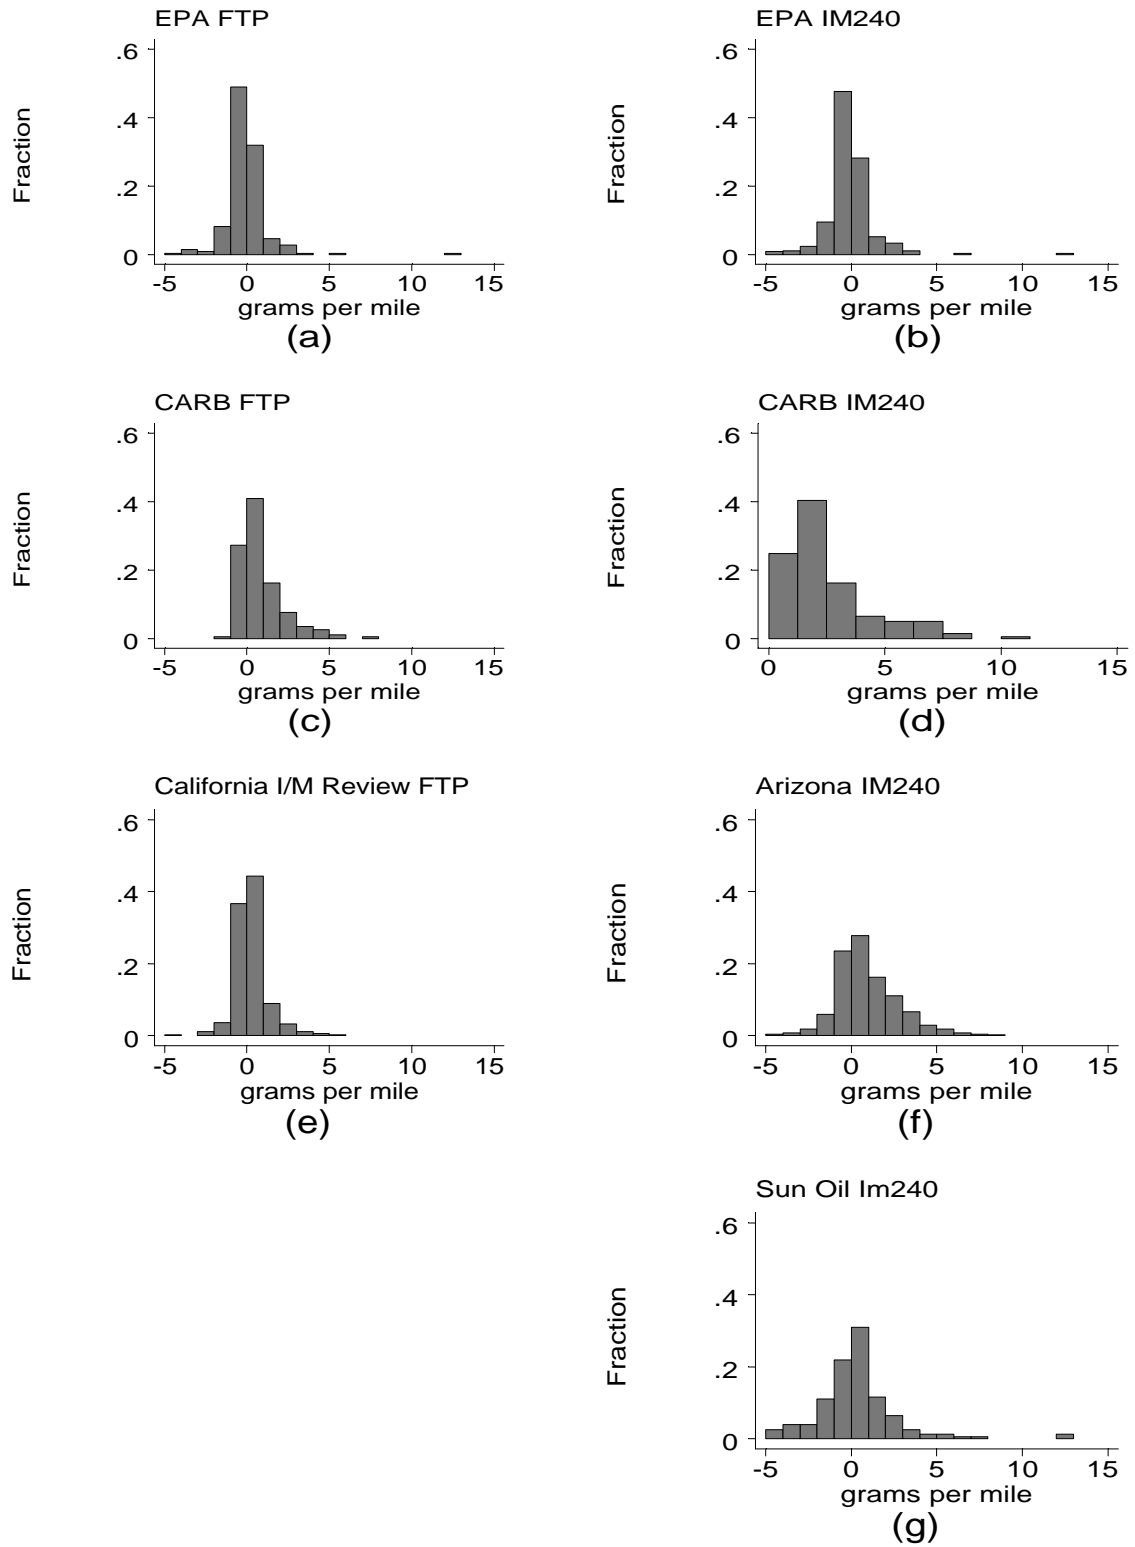 EPA FTP
Fraction
.6
.4
.2
0
-5 0 5 10 15
grams per mile
(a)
EPA IM240
Fraction
.6
.4
.2
0
-5 0 5 10 15
grams per mile
(b)
CARB FTP
Fraction
.6
.4
.2
0
-5 0 5 10 15
grams per mile
(c)
CARB IM240
Fraction
.6
.4
.2
0
0 5 10 15
grams per mile
(d)
California I/M Review FTP
Fraction
.6
.4
.2
0
-5 0 5 10 15
grams per mile
(e)
Arizona IM240
Fraction
.6
.4
.2
0
-5 0 5 10 15
grams per mile
(f)
Sun Oil Im240
Fraction
.6
.4
.2
0
-5 0 5 10 15
grams per mile
(g)